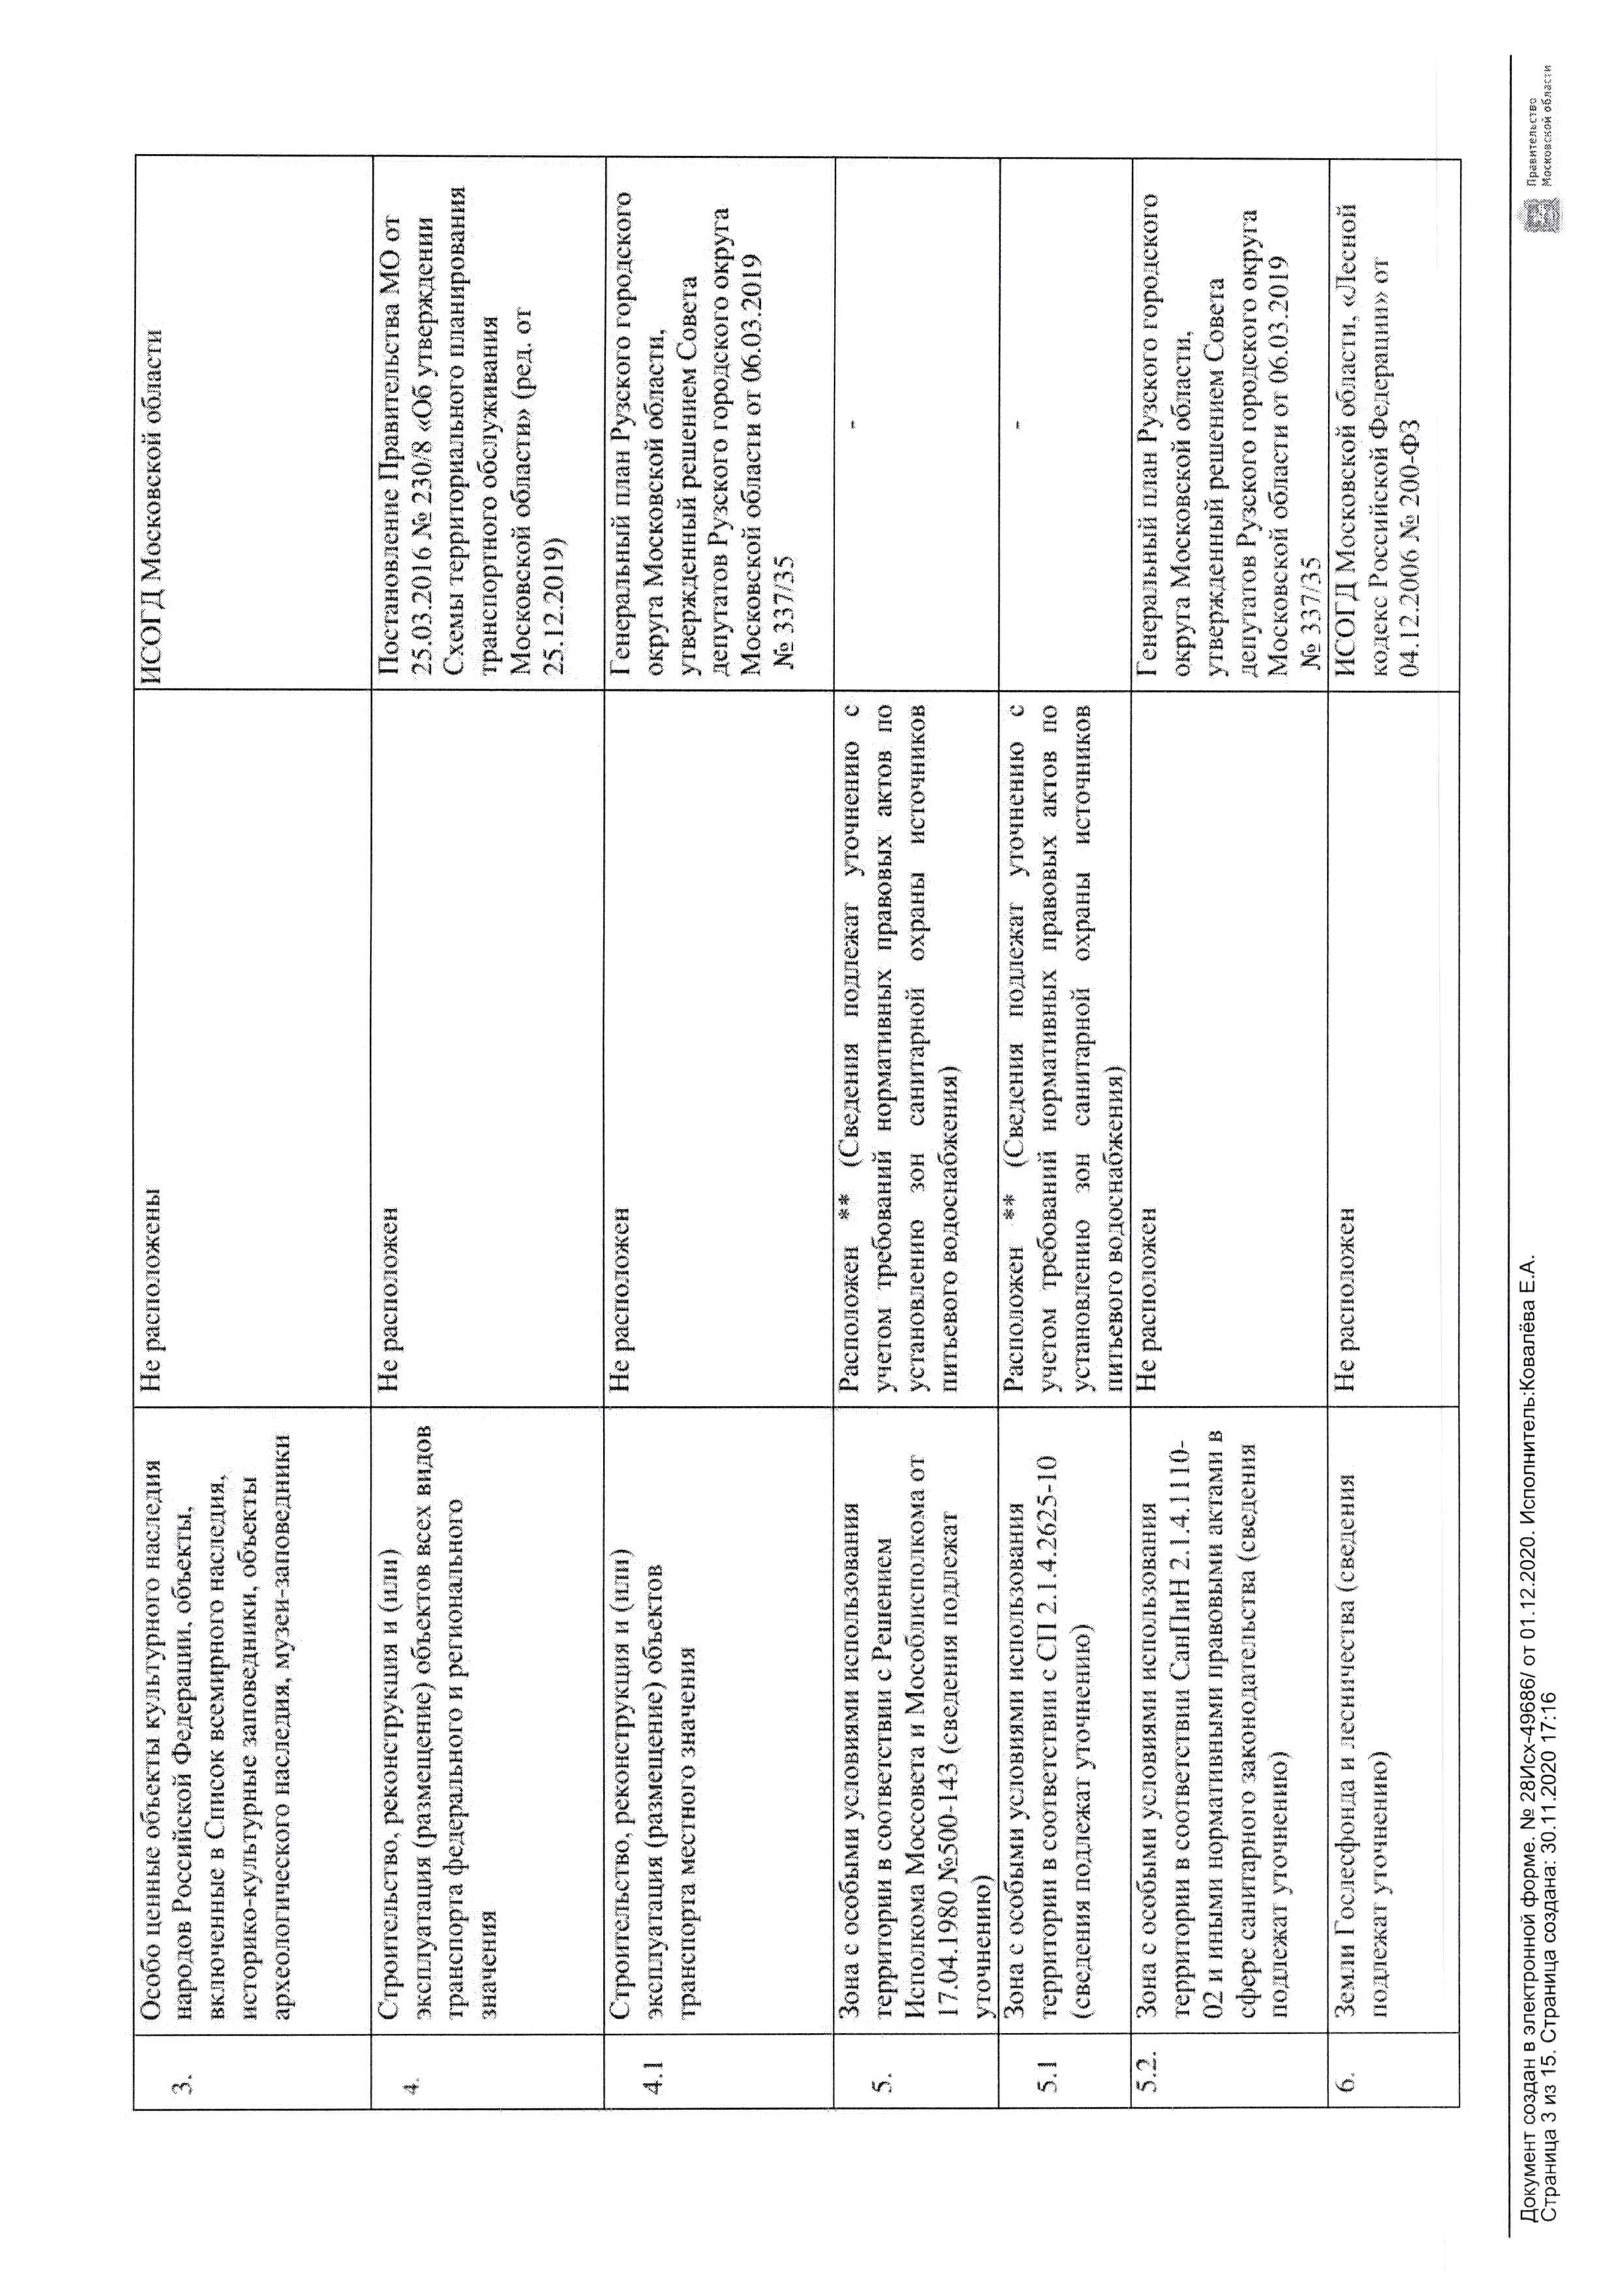 3.
Особо ценные объекты культурного наследия
народов Российской Федерации, объекты,
включенные в Список всемирного наследия,
историко-культурные заповедники, объекты
археологического наследия, музеи-заповедники
Не расположены
ИСОГД Московской области
4.
Строительство, реконструкция и (или)
эксплуатация (размещение) объектов всех видов
транспорта федерального и регионального
значения
Не расположен
Постановление Правительства МО от
25.03.2016 № 230/8 «Об утверждении
Схемы территориального планирования
транспортного обслуживания
Московской области» (ред. от
25.12.2019)
4.1
Строительство, реконструкция и (или)
эксплуатация (размещение) объектов
транспорта местного значения
Не расположен
Генеральный план Рузского городского
округа Московской области,
утвержденный решением Совета
депутатов Рузского городского округа
Московской области от 06.03.2019
№ 337/35
5.
Зона с особыми условиями использования
территории в соответствии с Решением
Исполкома Моссовета и Мособлисполкома от
17.04.1980 №500-143 (сведения подлежат
уточнению)
Расположен ** (Сведения подлежат уточнению с
учетом требований нормативных правовых актов по
установлению зон санитарной охраны источников
питьевого водоснабжения)
-
5.1
Зона с особыми условиями использования
территории в соответствии с СП 2.1.4.2625-10
(сведения подлежат уточнению)
Расположен ** (Сведения подлежат уточнению с
учетом требований нормативных правовых актов по
установлению зон санитарной охраны источников
питьевого водоснабжения)
-
5.2.
Зона с особыми условиями использования
территории в соответствии СанПиН 2.1.4.1110-
02 и иными нормативными правовыми актами в
сфере санитарного законодательства (сведения
подлежат уточнению)
Не расположен
Генеральный план Рузского городского
округа Московской области,
утвержденный решением Совета
депутатов Рузского городского округа
Московской области от 06.03.2019
№ 337/35
6.
Земли Гослесфонда и лесничества (сведения
подлежат уточнению)
Не расположен
ИСОГД Московской области, «Лесной
кодекс Российской Федерации» от
04.12.2006 № 200-ФЗ
Документ создан в электронной форме. № 28Исх-49686/ от 01.12.2020. Исполнитель:Ковалёва Е.А.
Страница 3 из 15. Страница создана: 30.11.2020 17:16
Правительство
Московской области